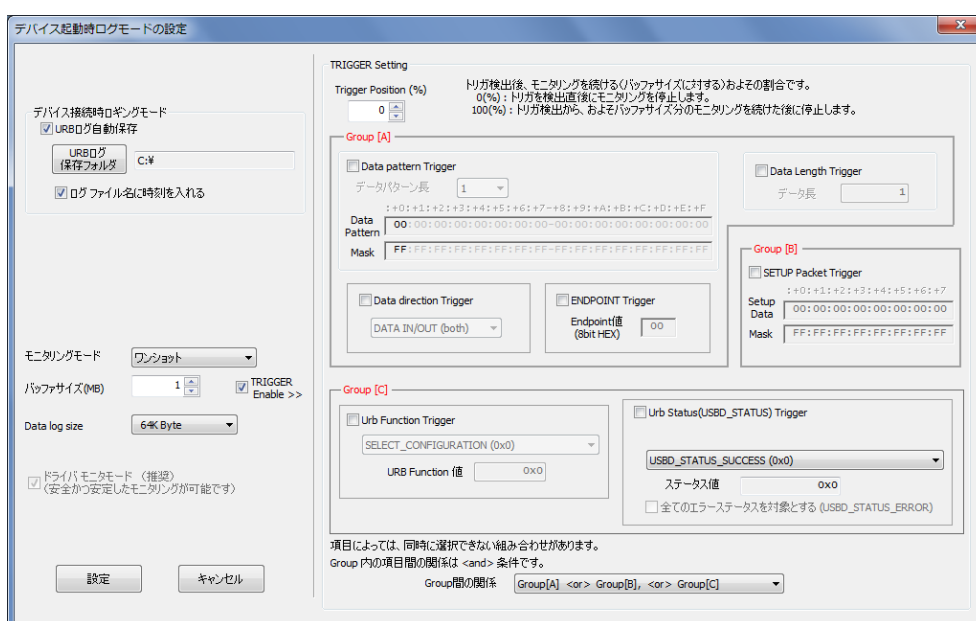 デバイス起動時ログモードの設定
デバイス接続時ロギングモード
URBログ自動保存
URBログ
保存フォルダ
C:¥
ログ ファイル名に時刻を入れる
モニタリングモード
ワンショット
バッファサイズ(MB)
1
TRIGGER
Enable >>
Data log size
64K Byte
ドライバ モニタモード （推奨）
(安全かつ安定したモニタリングが可能です)
設定
キャンセル
TRIGGER Setting
Trigger Position (%)
0
トリガ検出後、モニタリングを続ける(バッファサイズに対する)おおよその割合です。
0(%) : トリガを検出直後にモニタリングを停止します。
100(%) : トリガ検出から、およそバッファサイズ分のモニタリングを続けた後に停止します。
Group [A]
Data pattern Trigger
データパターン長
1
:+0:+1:+2:+3:+4:+5:+6:+7-+8:+9:+A:+B:+C:+D:+E:+F
Data
Pattern
00:00:00:00:00:00:00:00-00:00:00:00:00:00:00:00
Mask
FF:FF:FF:FF:FF:FF:FF:FF-FF:FF:FF:FF:FF:FF:FF:FF
Data Length Trigger
データ長
1
Data direction Trigger
DATA IN/OUT (both)
ENDPOINT Trigger
Endpoint値
(8bit HEX)
00
Group [B]
SETUP Packet Trigger
:+0:+1:+2:+3:+4:+5:+6:+7
Setup
Data
00:00:00:00:00:00:00:00
Mask
FF:FF:FF:FF:FF:FF:FF:FF
Group [C]
Urb Function Trigger
SELECT_CONFIGURATION (0x0)
URB Function 値
0x0
Urb Status(USBD_STATUS) Trigger
USBD_STATUS_SUCCESS (0x0)
ステータス値
0x0
全てのエラーステータスを対象とする (USBD_STATUS_ERROR)
項目によっては、同時に選択できない組み合わせがあります。
Group 内の項目間の関係は <and> 条件です。
Group間の関係
Group[A] <or> Group[B], <or> Group[C]